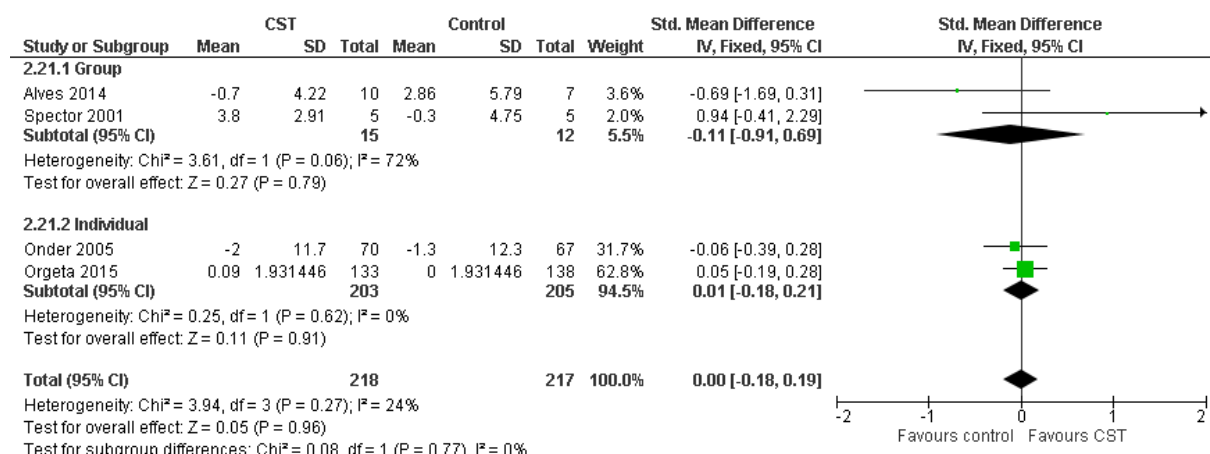 CST Control Std. Mean Difference Std. Mean Difference
Study or Subgroup Mean SD Total Mean SD Total Weight IV, Fixed, 95% CI IV, Fixed, 95% CI
2.21.1 Group
Alves 2014 -0.7 4.22 10 2.86 5.79 7 3.6% -0.69 [-1.69, 0.31]
Spector 2001 3.8 2.91 5 -0.3 4.75 5 2.0% 0.94 [-0.41, 2.29]
Subtotal (95% CI) 15 12 5.5% -0.11 [-0.91, 0.69]
Heterogeneity: Chi² = 3.61, df = 1 (P = 0.06); I² = 72%
Test for overall effect: Z = 0.27 (P = 0.79)
2.21.2 Individual
Onder 2005 -2 11.7 70 -1.3 12.3 67 31.7% -0.06 [-0.39, 0.28]
Orgeta 2015 0.09 1.931446 133 0 1.931446 138 62.8% 0.05 [-0.19, 0.28]
Subtotal (95% CI) 203 205 94.5% 0.01 [-0.18, 0.21]
Heterogeneity: Chi² = 0.25, df = 1 (P = 0.62); I² = 0%
Test for overall effect: Z = 0.11 (P = 0.91)
Total (95% CI) 218 217 100.0% 0.00 [-0.18, 0.19]
Heterogeneity: Chi² = 3.94, df = 3 (P = 0.27); I² = 24%
Test for overall effect: Z = 0.05 (P = 0.96)
Test for subgroup differences: Chi² = 0.08, df = 1 (P = 0.77), I² = 0%
-2 -1 0 1 2
Favours control Favours CST